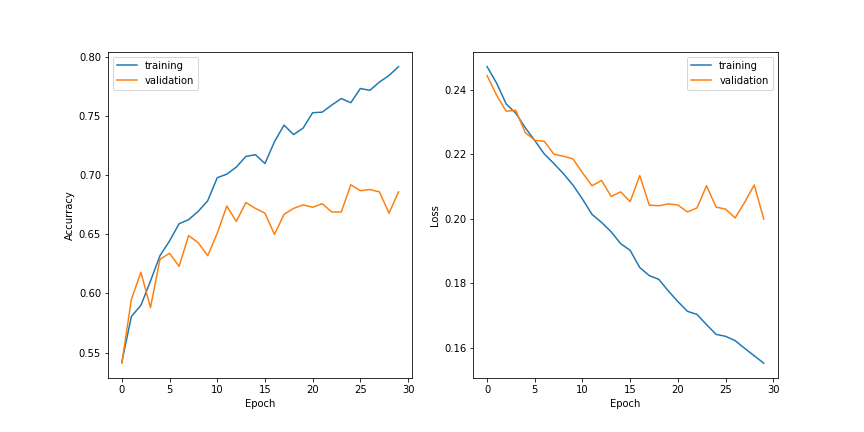 0.80
0.75
0.70
0.65
0.60
0.55
Accurracy
0 5 10 15 20 25 30
Epoch
training
validation
0.24
0.22
0.20
0.18
0.16
Loss
0 5 10 15 20 25 30
Epoch
training
validation